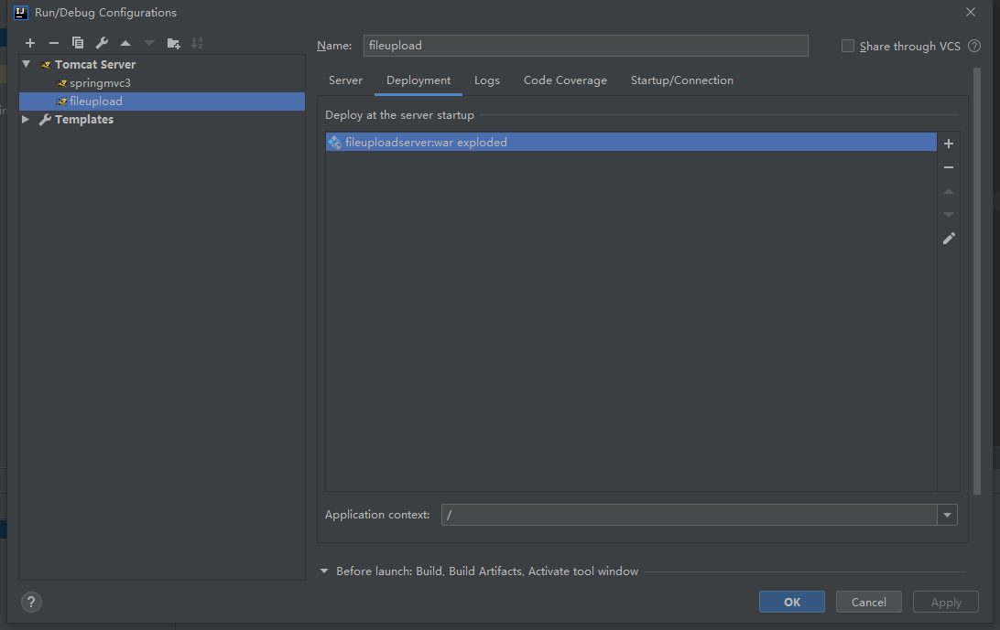 Run/Debug Configurations
Name: fileupload
Share through VCS ?
Tomcat Server
springmvc3
fileupload
Templates
Server Deployment Logs Code Coverage Startup/Connection
Deploy at the server startup
fileuploadserver:war exploded
Application context: /
Before launch: Build, Build Artifacts, Activate tool window
? OK Cancel Apply